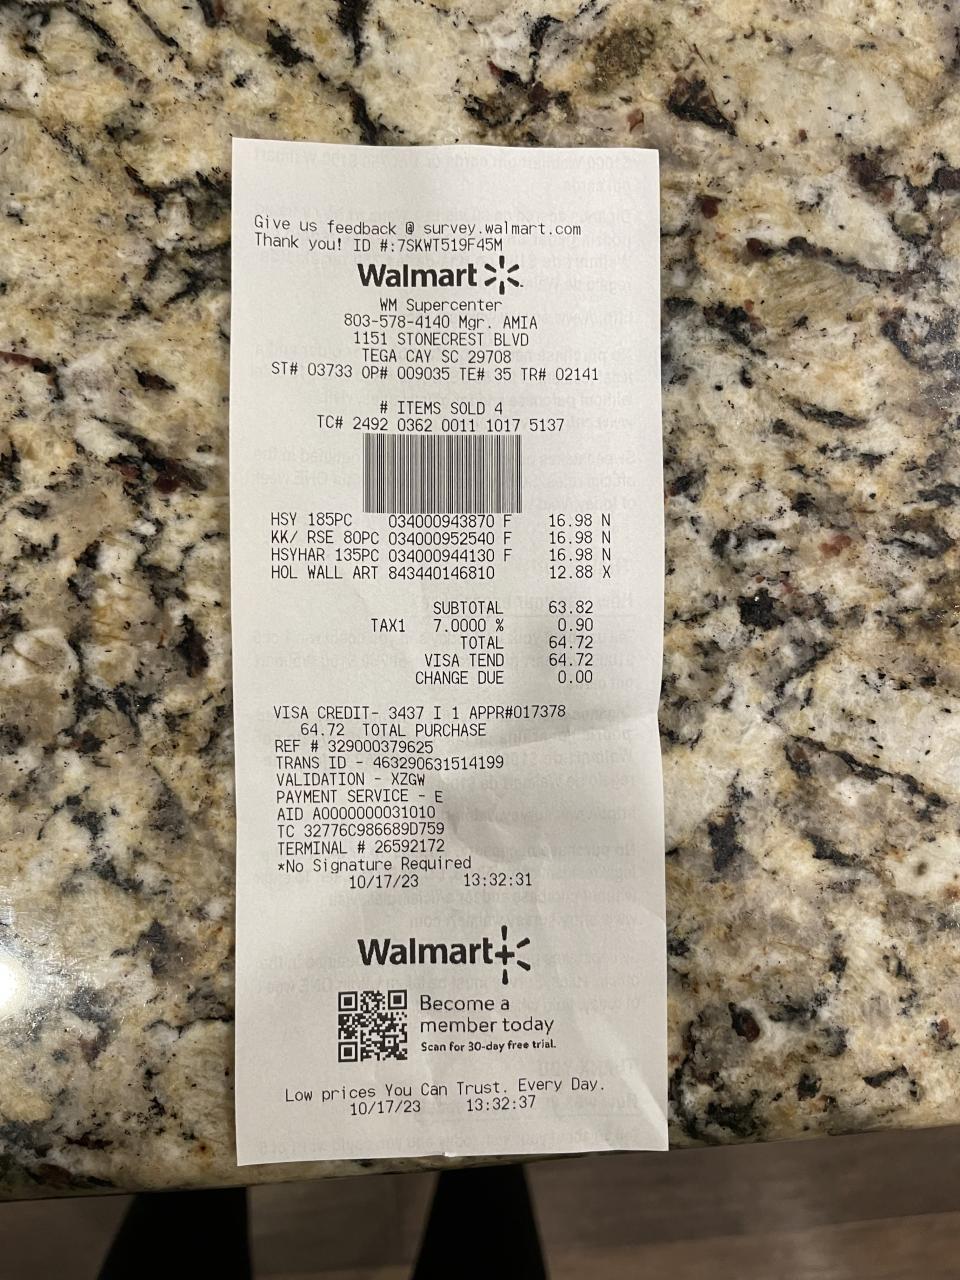 Give us feedback @ survey.walmart.com
Thank you! ID #:7SKWT519F45M
Walmart
WM Supercenter
803-578-4140 Mgr. AMIA
1151 STONECREST BLVD
TEGA CAY SC 29708
ST# 03733 OP# 009035 TE# 35 TR# 02141
# ITEMS SOLD 4
TC# 2492 0362 0011 1017 5137
HSY 185PC 034000943870 F 16.98 N
KK/ RSE 80PC 034000952540 F 16.98 N
HSYHAR 135PC 034000944130 F 16.98 N
HOL WALL ART 843440146810 12.88 X
SUBTOTAL 63.82
TAX1 7.0000 % 0.90
TOTAL 64.72
VISA TEND 64.72
CHANGE DUE 0.00
VISA CREDIT- 3437 I 1 APPR#017378
64.72 TOTAL PURCHASE
REF # 329000379625
TRANS ID - 463290631514199
VALIDATION - XZGW
PAYMENT SERVICE - E
AID A0000000031010
TC 32776C986689D759
TERMINAL # 26592172
*No Signature Required
10/17/23 13:32:31
Walmart+
Become a
member today
Scan for 30-day free trial.
Low prices You Can Trust. Every Day.
10/17/23 13:32:37